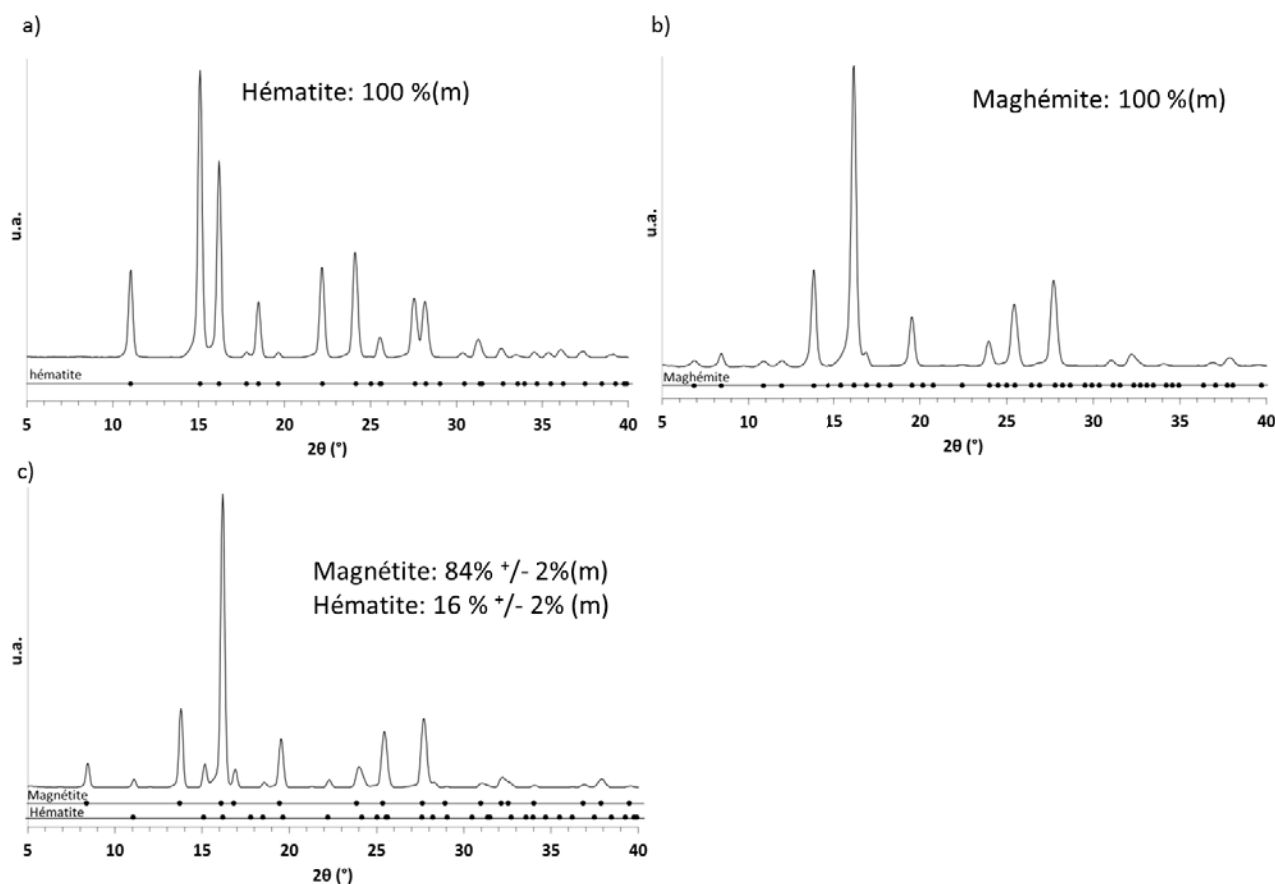 a)
Hématite: 100 %(m)
u.a.
hématite
5 10 15 20 25 30 35 40
2θ (°)
b)
Maghémite: 100 %(m)
u.a.
Maghémite
5 10 15 20 25 30 35 40
2θ (°)
c)
Magnétite: 84% +/- 2%(m)
Hématite: 16 % +/- 2% (m)
u.a.
Magnétite
Hématite
5 10 15 20 25 30 35 40
2θ (°)